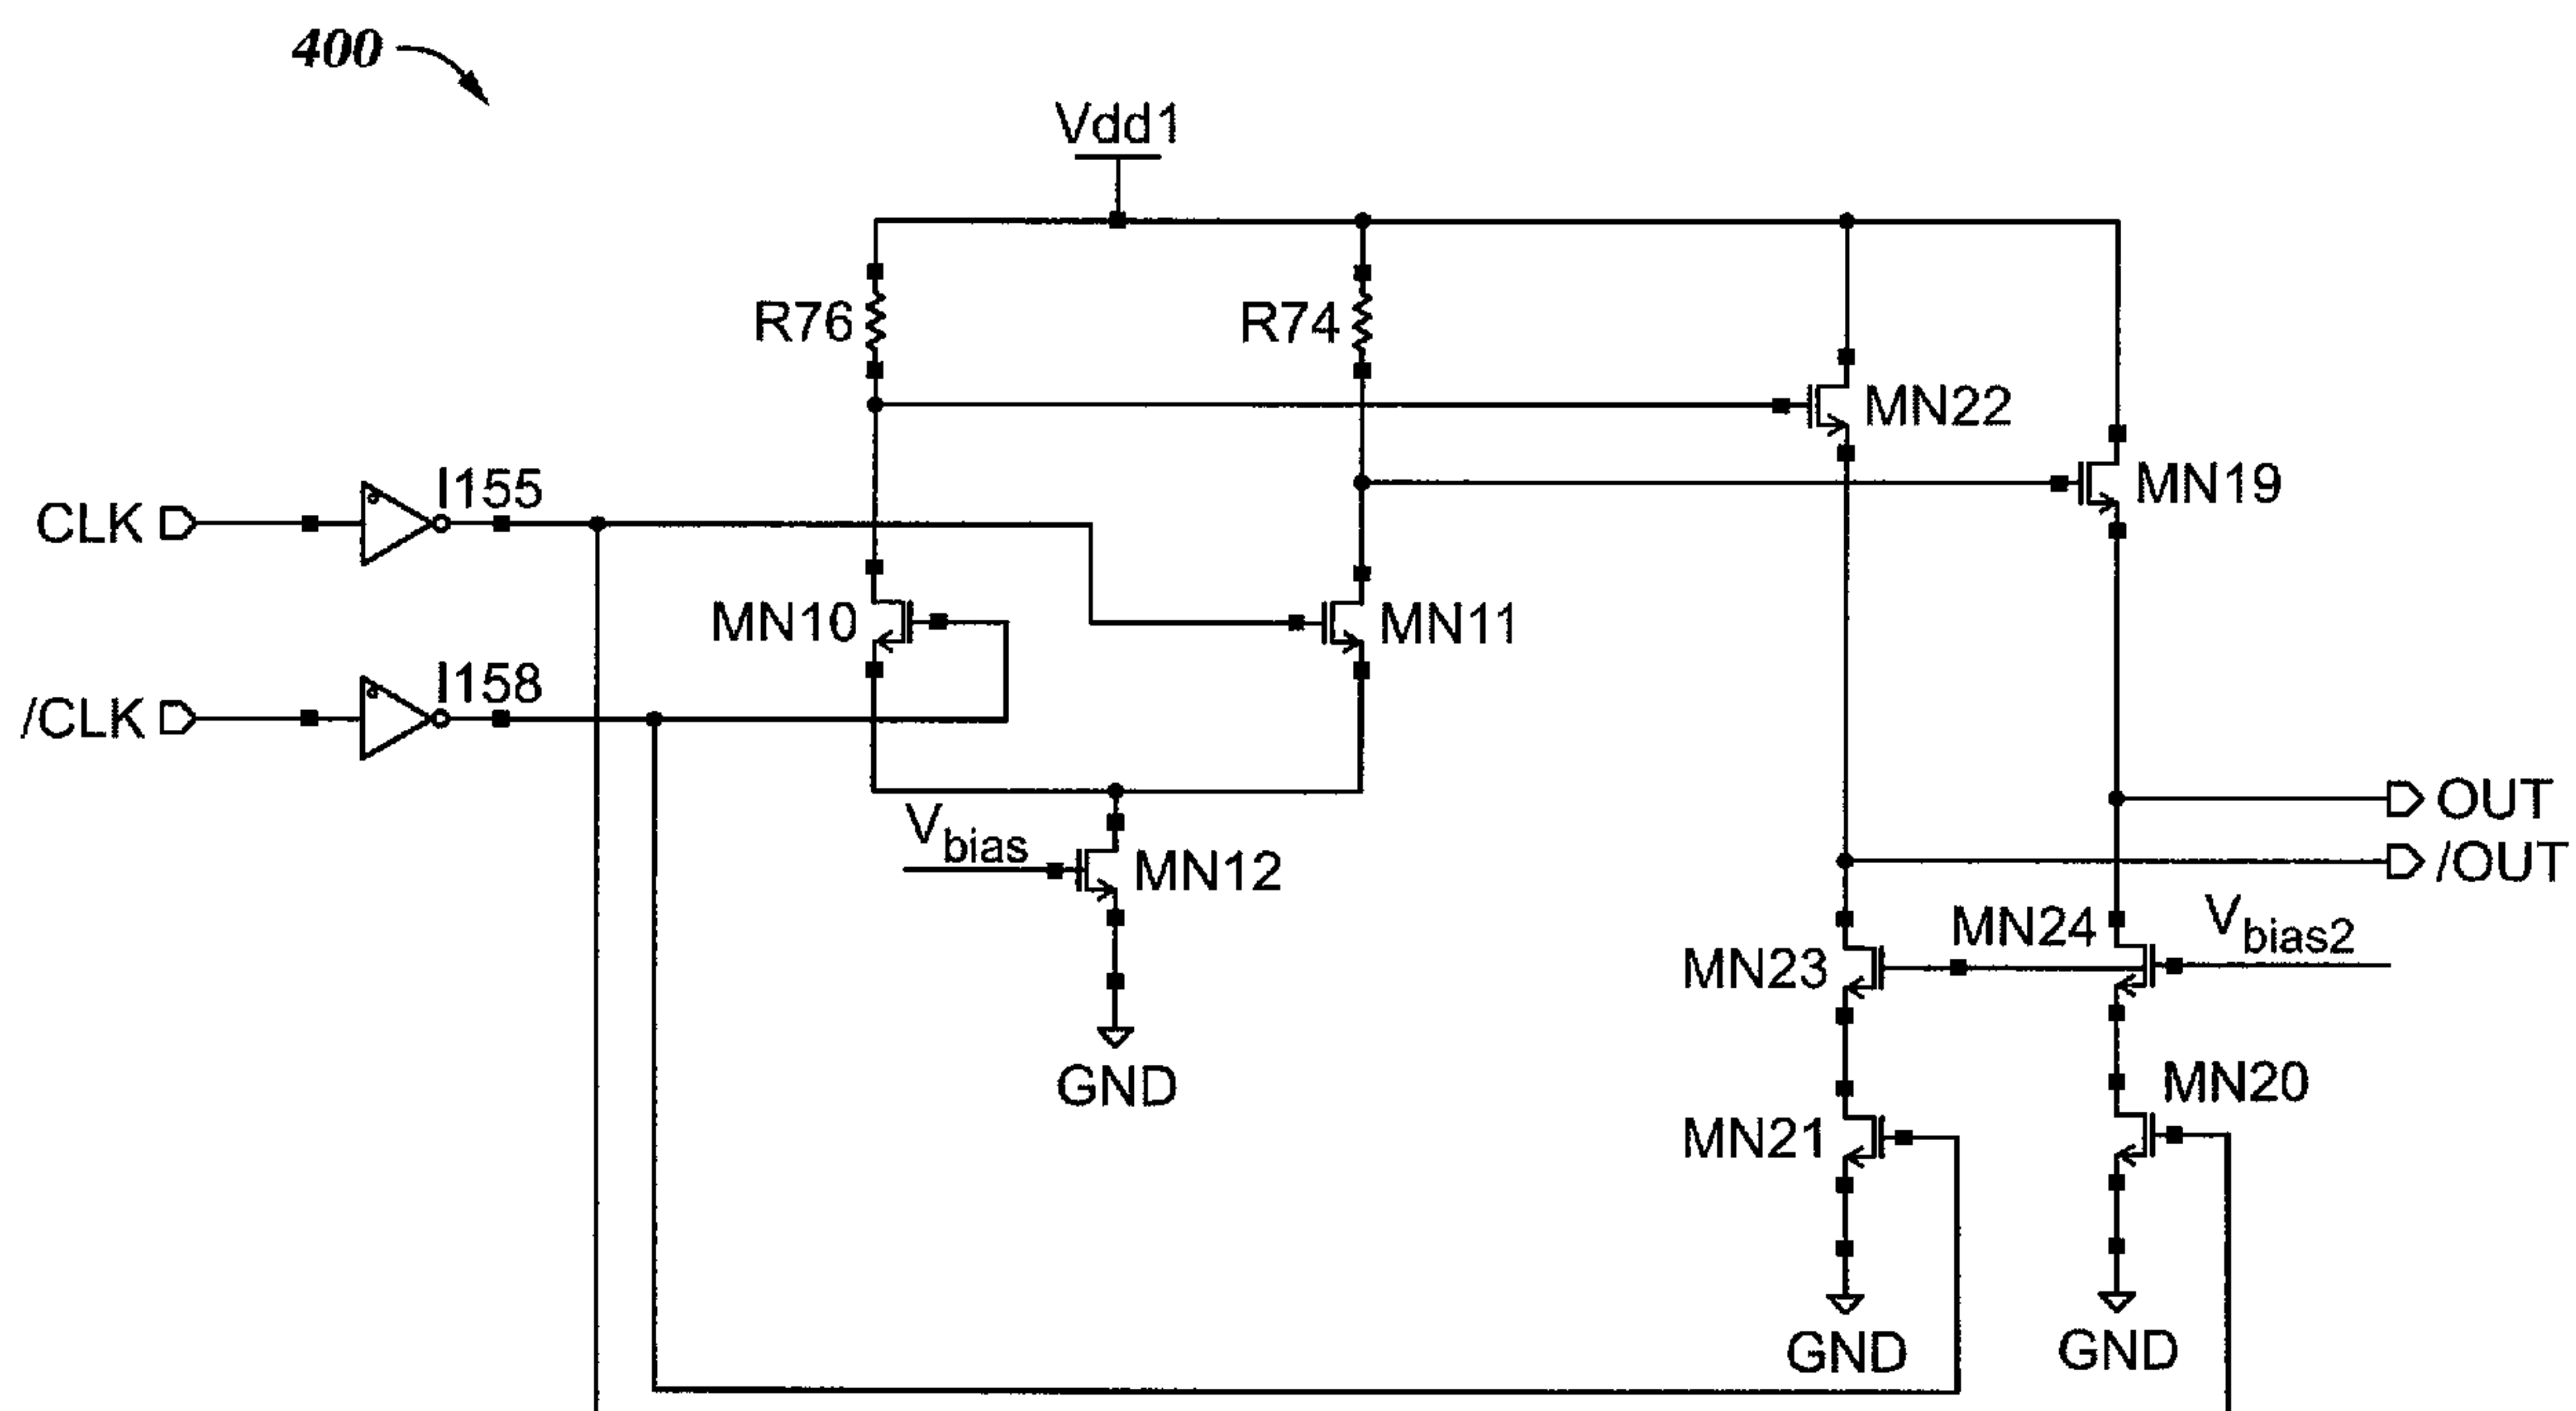 400
Vdd1
R76
R74
MN22
MN19
I155
CLK
MN10
MN11
I158
/CLK
OUT
Vbias
/OUT
MN12
MN24
Vbias2
MN23
GND
MN20
MN21
GND
GND